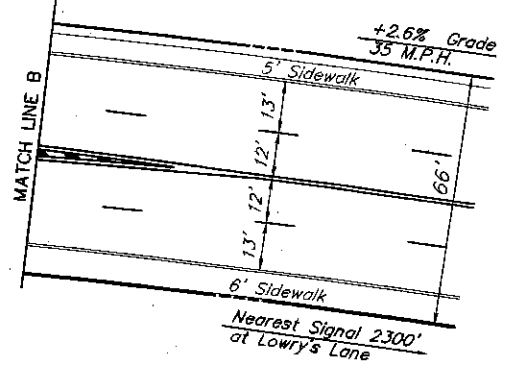 +2.6% Grade
35 M.P.H.
5' Sidewalk
MATCH LINE B
13'
12'
66'
12'
13'
6' Sidewalk
Nearest Signal 2300'
at Lowry's Lane